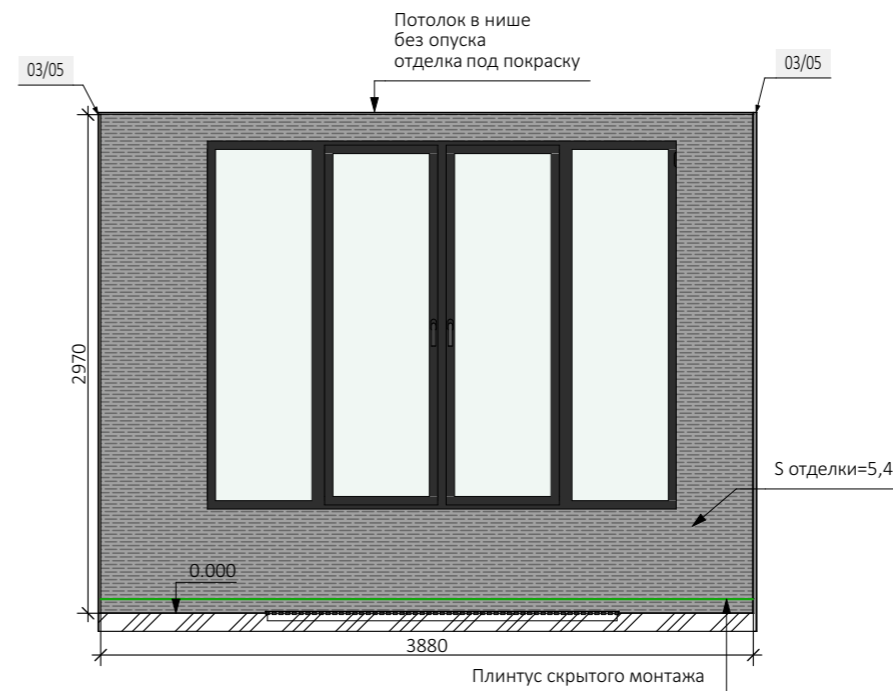 Потолок в нише
без опуска
отделка под покраску
03/05
03/05
2970
S отделки=5,4
0.000
3880
Плинтус скрытого монтажа